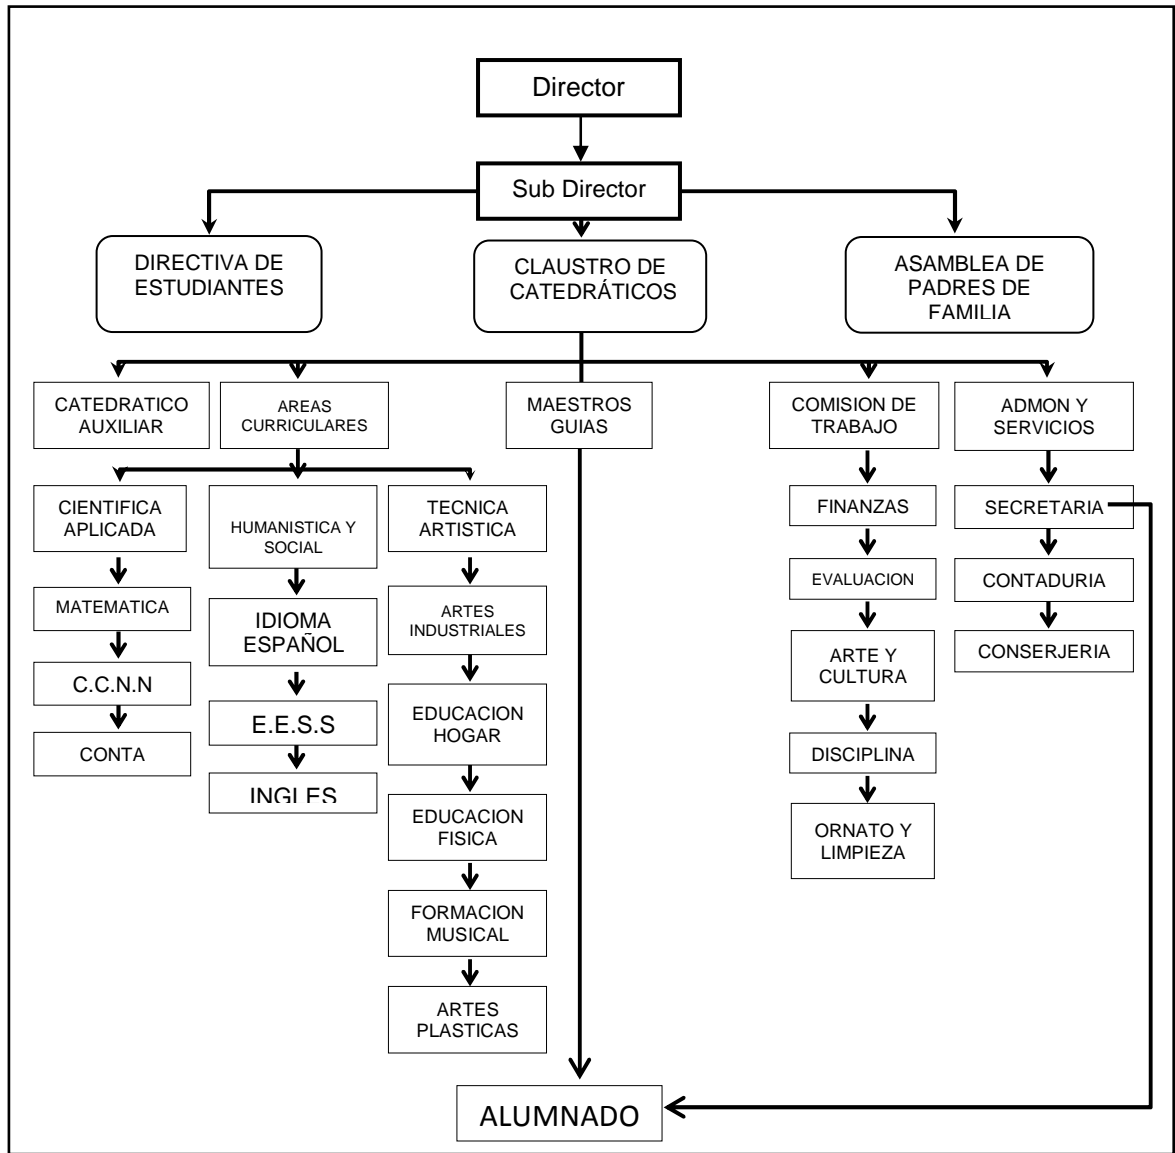 Director
Sub Director
DIRECTIVA DE
ESTUDIANTES
CLAUSTRO DE
CATEDRÁTICOS
ASAMBLEA DE
PADRES DE
FAMILIA
CATEDRATICO
AUXILIAR
AREAS
CURRICULARES
MAESTROS
GUIAS
COMISION DE
TRABAJO
ADMON Y
SERVICIOS
CIENTIFICA
APLICADA
HUMANISTICA Y
SOCIAL
TECNICA
ARTISTICA
FINANZAS
SECRETARIA
MATEMATICA
IDIOMA
ESPAÑOL
ARTES
INDUSTRIALES
EVALUACION
CONTADURIA
C.C.N.N
E.E.S.S
EDUCACION
HOGAR
ARTE Y
CULTURA
CONSERJERIA
CONTA
INGLES
EDUCACION
FISICA
DISCIPLINA
ORNATO Y
LIMPIEZA
FORMACION
MUSICAL
ARTES
PLASTICAS
ALUMNADO